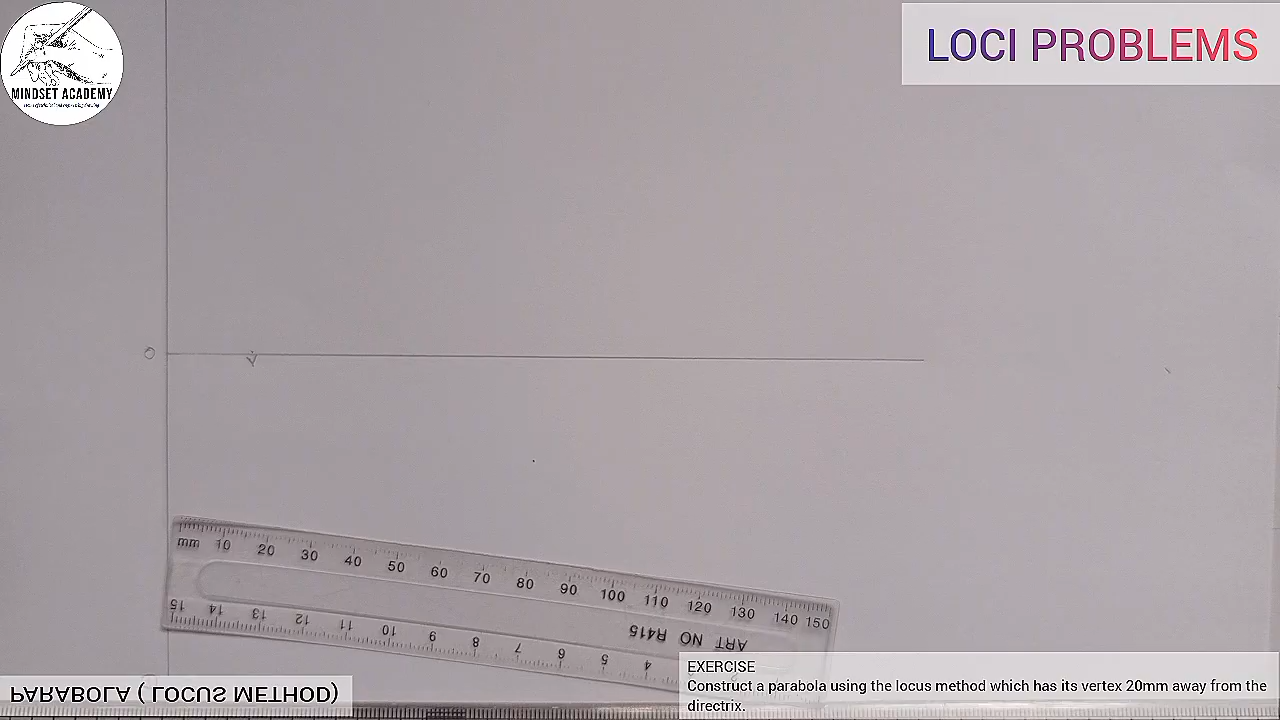 MINDSET ACADEMY
LOCI PROBLEMS
O
V
mm 10 20 30 40 50 60 70 80 90 100 110 120 130 140 150
ART NO R415
15 14 13 12 11 10 9 8 7 6 5 4
PARABOLA ( LOCUS METHOD)
EXERCISE
Construct a parabola using the locus method which has its vertex 20mm away from the
directrix.